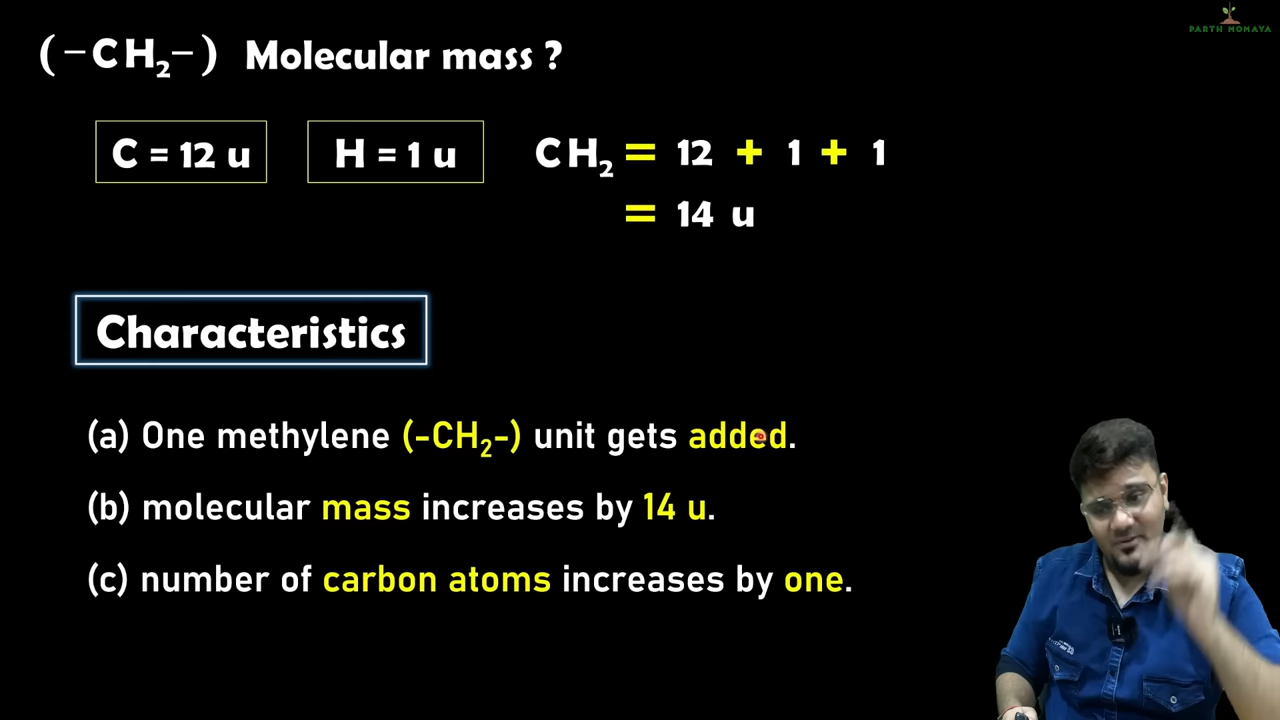 (−CH₂−) Molecular mass ?
C = 12 u
H = 1 u
CH₂ = 12 + 1 + 1
= 14 u
Characteristics
(a) One methylene (-CH₂-) unit gets added.
(b) molecular mass increases by 14 u.
(c) number of carbon atoms increases by one.
PARTH MOMAYA